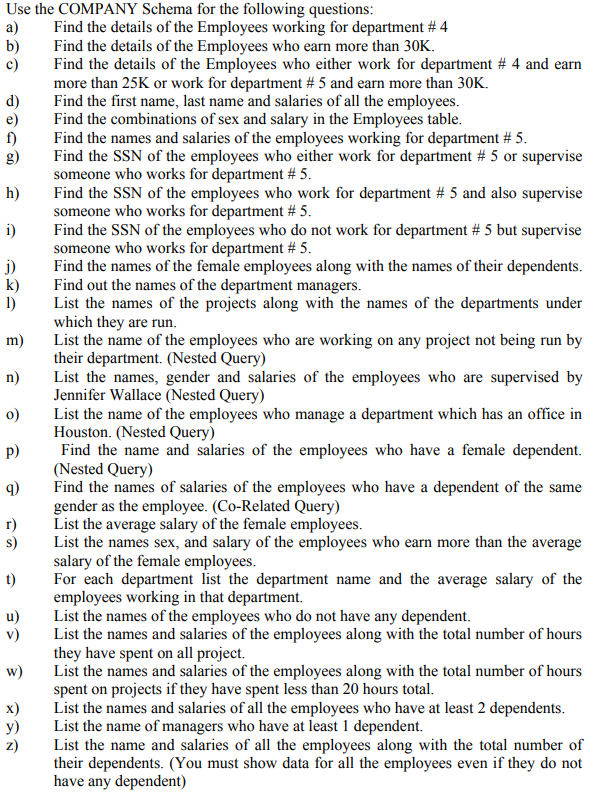 Use the COMPANY Schema for the following questions:
a) Find the details of the Employees working for department # 4
b) Find the details of the Employees who earn more than 30K.
c) Find the details of the Employees who either work for department # 4 and earn
more than 25K or work for department # 5 and earn more than 30K.
d) Find the first name, last name and salaries of all the employees.
e) Find the combinations of sex and salary in the Employees table.
f) Find the names and salaries of the employees working for department # 5.
g) Find the SSN of the employees who either work for department # 5 or supervise
someone who works for department # 5.
h) Find the SSN of the employees who work for department # 5 and also supervise
someone who works for department # 5.
i) Find the SSN of the employees who do not work for department # 5 but supervise
someone who works for department # 5.
j) Find the names of the female employees along with the names of their dependents.
k) Find out the names of the department managers.
l) List the names of the projects along with the names of the departments under
which they are run.
m) List the name of the employees who are working on any project not being run by
their department. (Nested Query)
n) List the names, gender and salaries of the employees who are supervised by
Jennifer Wallace (Nested Query)
o) List the name of the employees who manage a department which has an office in
Houston. (Nested Query)
p) Find the name and salaries of the employees who have a female dependent.
(Nested Query)
q) Find the names of salaries of the employees who have a dependent of the same
gender as the employee. (Co-Related Query)
r) List the average salary of the female employees.
s) List the names sex, and salary of the employees who earn more than the average
salary of the female employees.
t) For each department list the department name and the average salary of the
employees working in that department.
u) List the names of the employees who do not have any dependent.
v) List the names and salaries of the employees along with the total number of hours
they have spent on all project.
w) List the names and salaries of the employees along with the total number of hours
spent on projects if they have spent less than 20 hours total.
x) List the names and salaries of all the employees who have at least 2 dependents.
y) List the name of managers who have at least 1 dependent.
z) List the name and salaries of all the employees along with the total number of
their dependents. (You must show data for all the employees even if they do not
have any dependent)